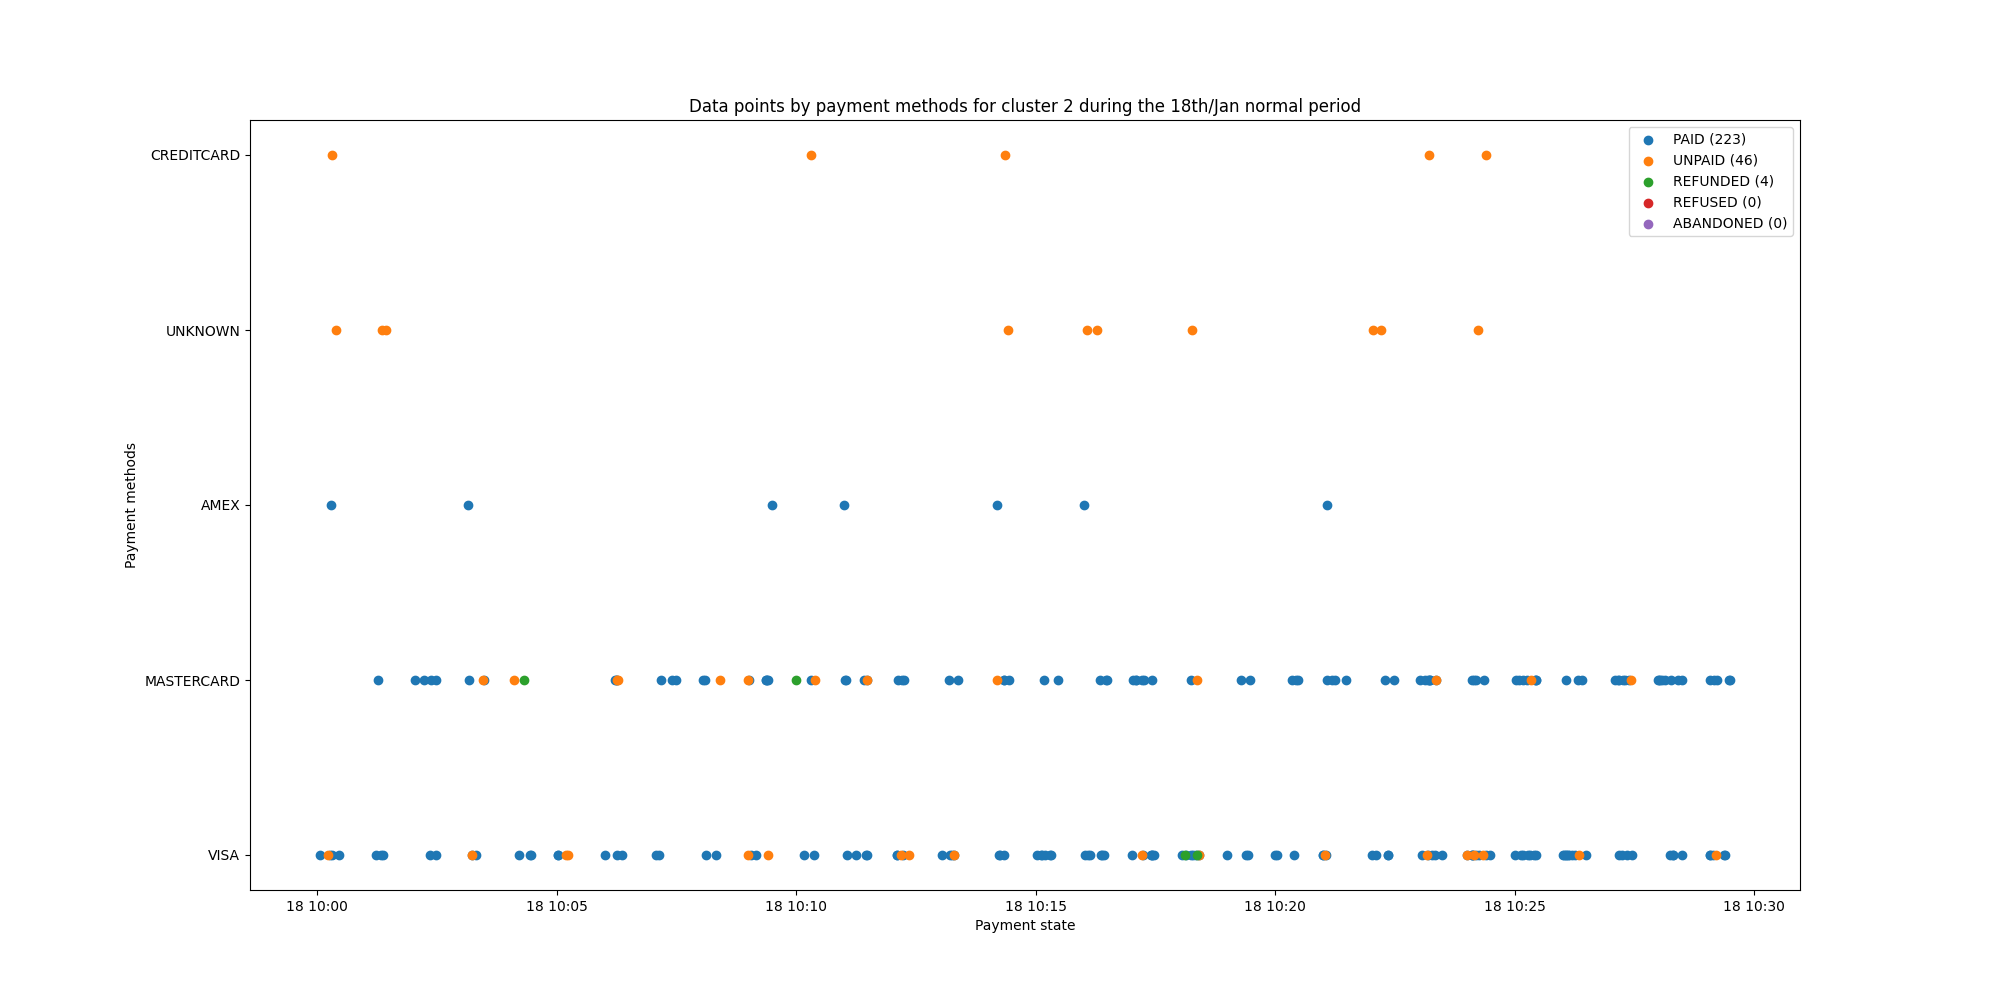 Data points by payment methods for cluster 2 during the 18th/Jan normal period
PAID (223)
UNPAID (46)
REFUNDED (4)
REFUSED (0)
ABANDONED (0)
Payment methods
CREDITCARD
UNKNOWN
AMEX
MASTERCARD
VISA
18 10:00 18 10:05 18 10:10 18 10:15 18 10:20 18 10:25 18 10:30
Payment state